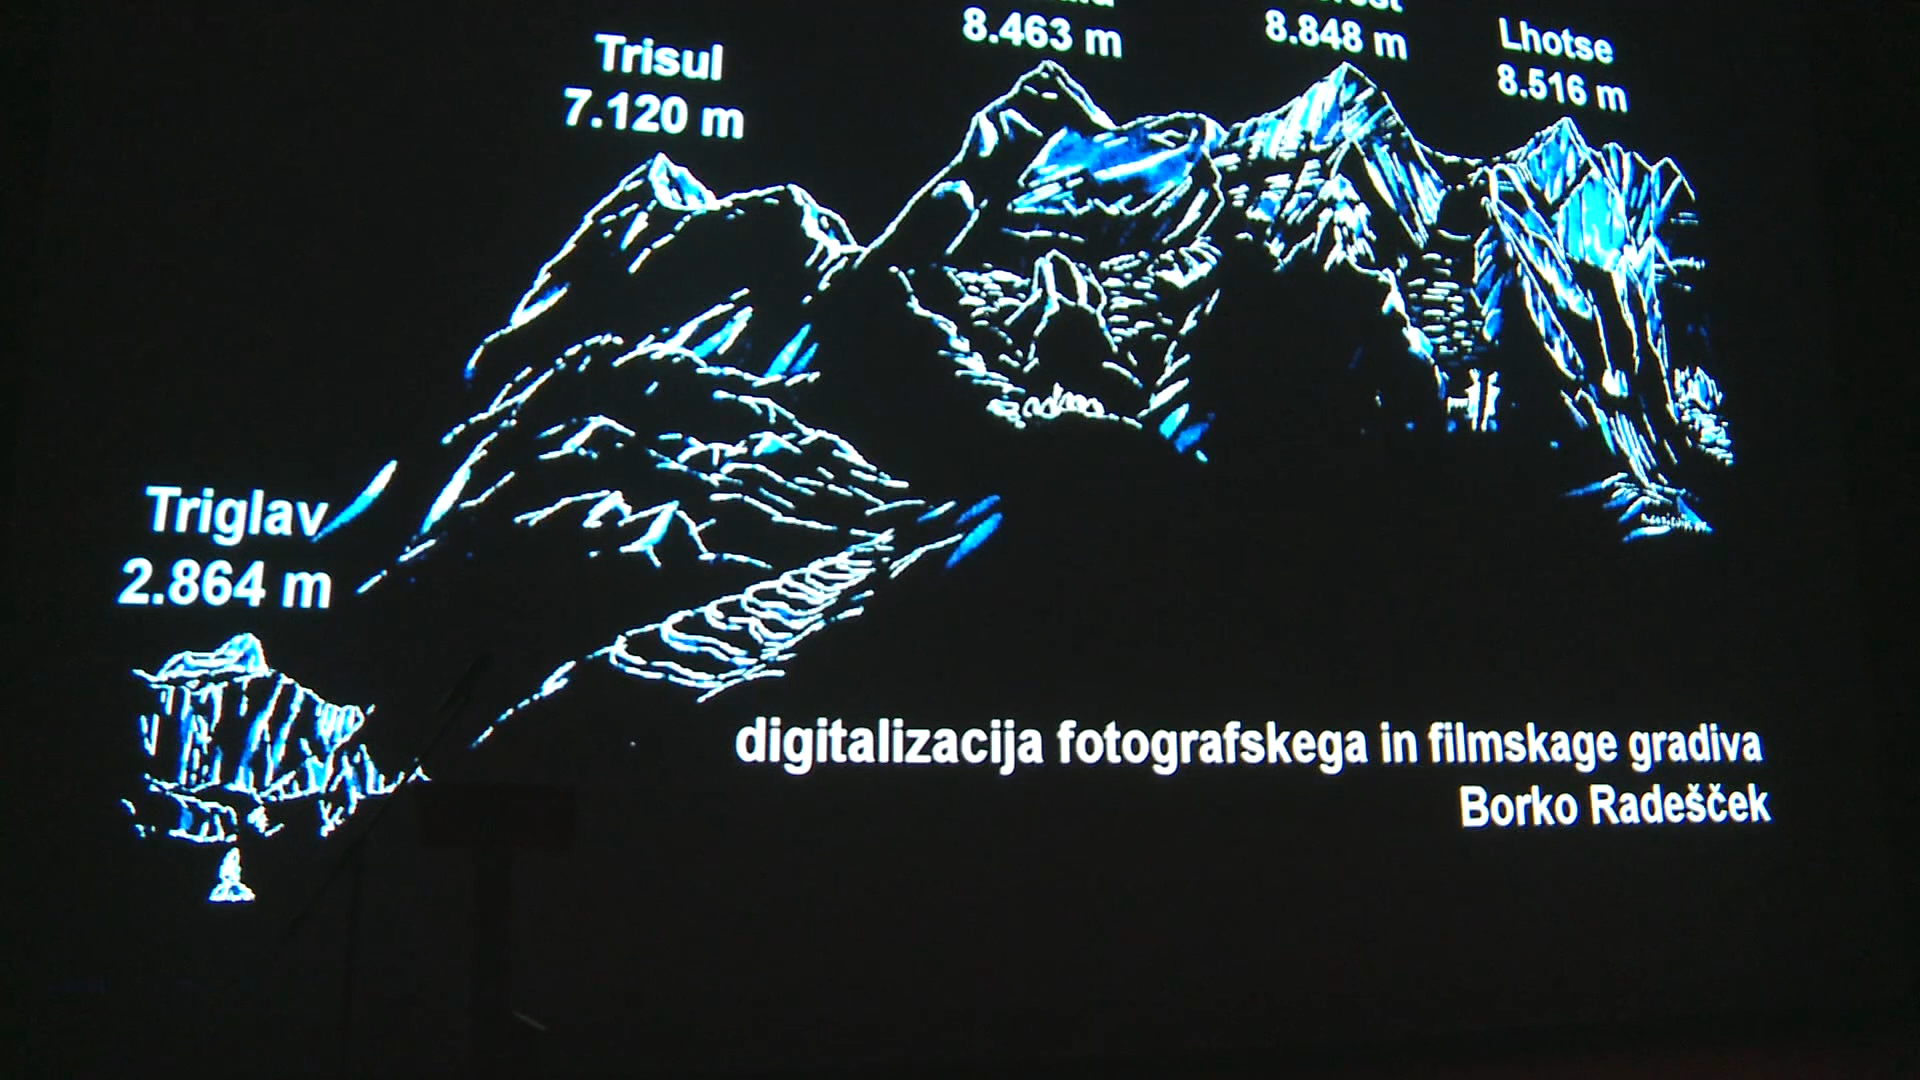 8.463 m
8.848 m
Lhotse
8.516 m
Trisul
7.120 m
Triglav
2.864 m
digitalizacija fotografskega in filmskage gradiva
Borko Radešček